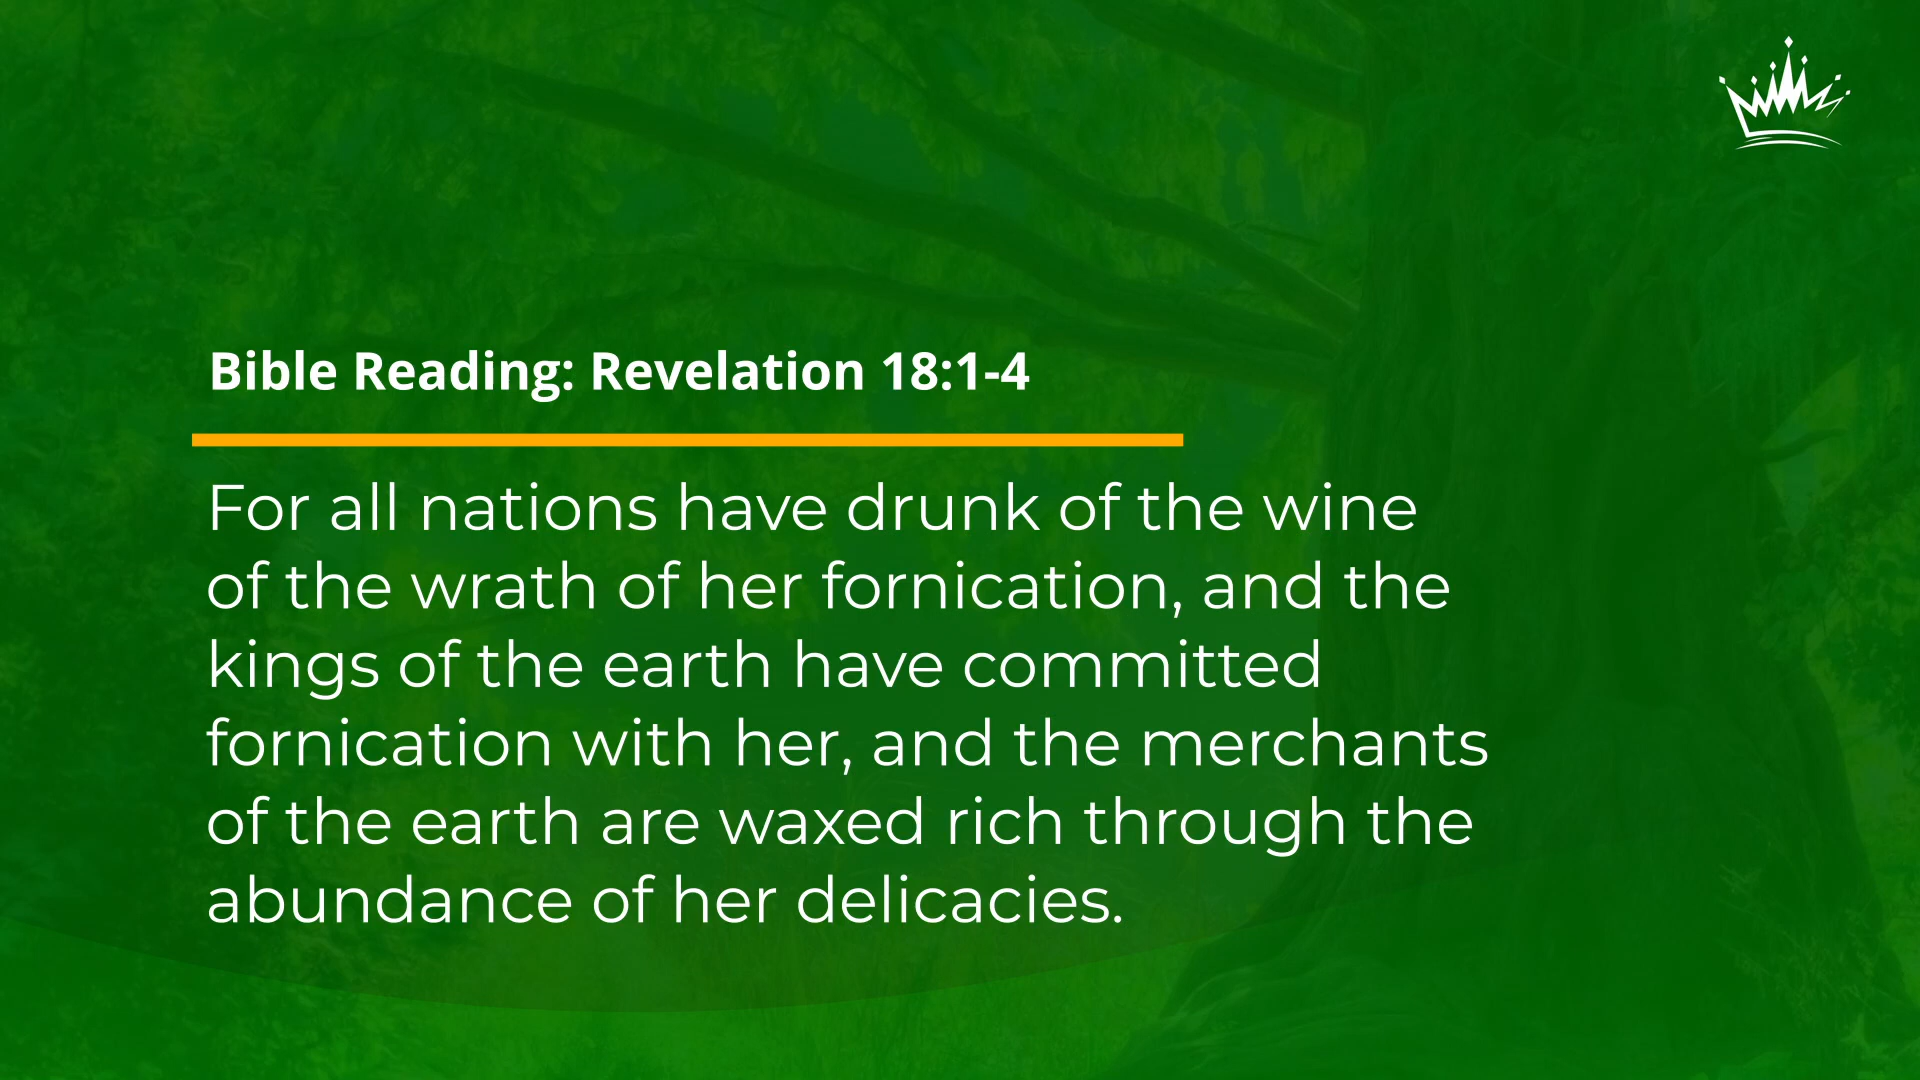 Bible Reading: Revelation 18:1-4
For all nations have drunk of the wine
of the wrath of her fornication, and the
kings of the earth have committed
fornication with her, and the merchants
of the earth are waxed rich through the
abundance of her delicacies.